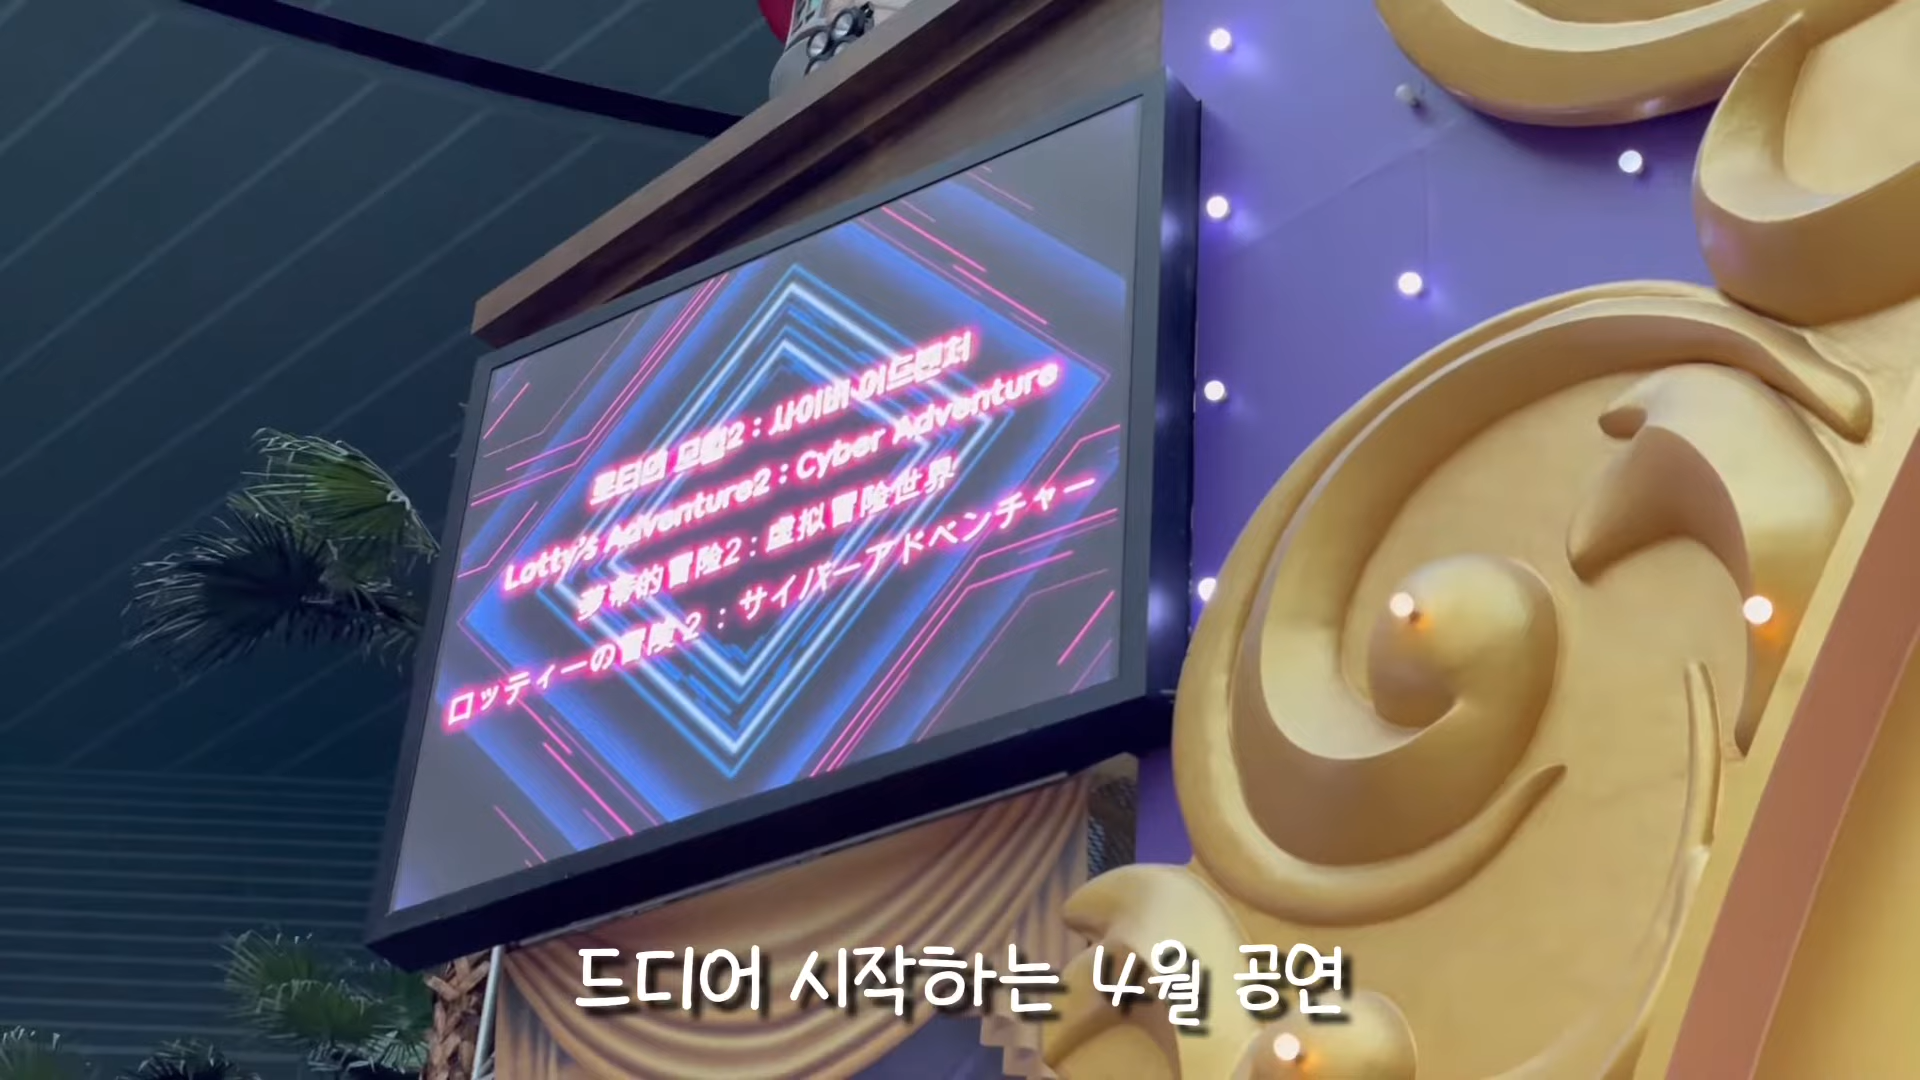 로티의 모험2 : 사이버 어드벤처
Lotty's Adventure2 : Cyber Adventure
梦蒂的冒险2 : 虚拟冒险世界
ロッティーの冒険２：サイバーアドベンチャー
드디어 시작하는 4월 공연